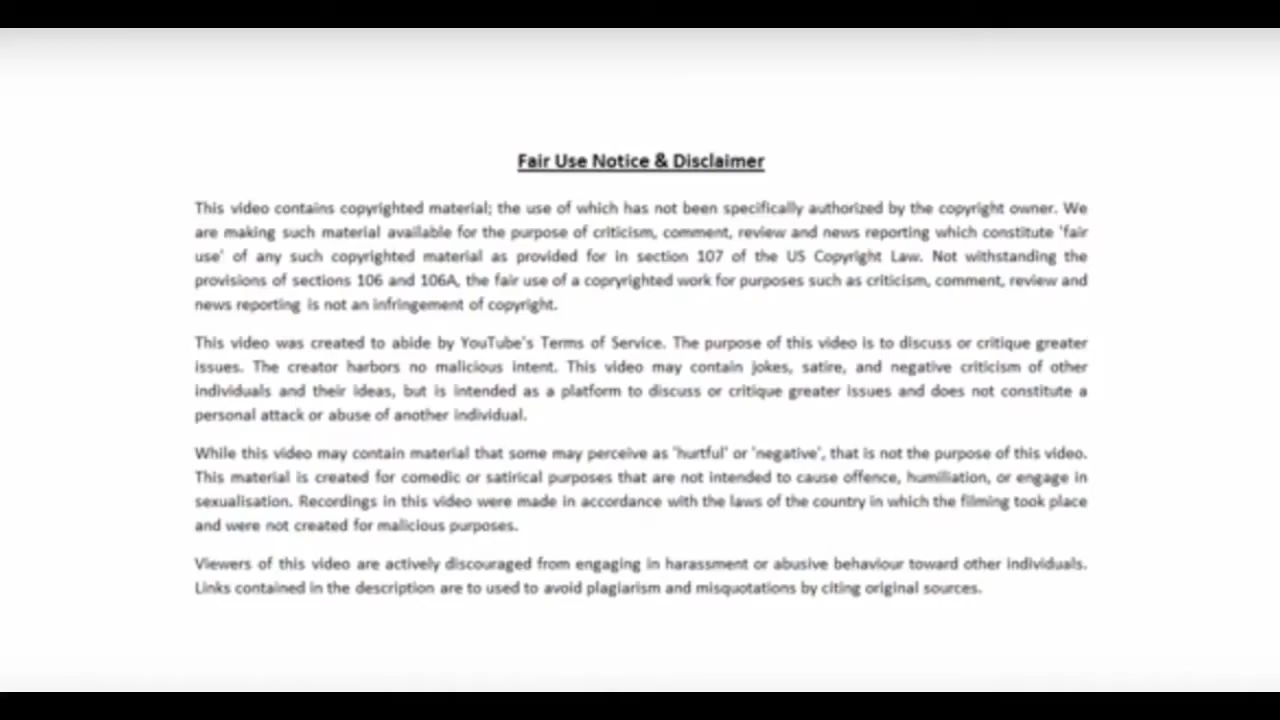 Fair Use Notice & Disclaimer
This video contains copyrighted material; the use of which has not been specifically authorized by the copyright owner. We
are making such material available for the purpose of criticism, comment, review and news reporting which constitute 'fair
use' of any such copyrighted material as provided for in section 107 of the US Copyright Law. Not withstanding the
provisions of sections 106 and 106A, the fair use of a copryrighted work for purposes such as criticism, comment, review and
news reporting is not an infringement of copyright.
This video was created to abide by YouTube's Terms of Service. The purpose of this video is to discuss or critique greater
issues. The creator harbors no malicious intent. This video may contain jokes, satire, and negative criticism of other
individuals and their ideas, but is intended as a platform to discuss or critique greater issues and does not constitute a
personal attack or abuse of another individual.
While this video may contain material that some may perceive as 'hurtful' or 'negative', that is not the purpose of this video.
This material is created for comedic or satirical purposes that are not intended to cause offence, humiliation, or engage in
sexualisation. Recordings in this video were made in accordance with the laws of the country in which the filming took place
and were not created for malicious purposes.
Viewers of this video are actively discouraged from engaging in harassment or abusive behaviour toward other individuals.
Links contained in the description are to used to avoid plagiarism and misquotations by citing original sources.